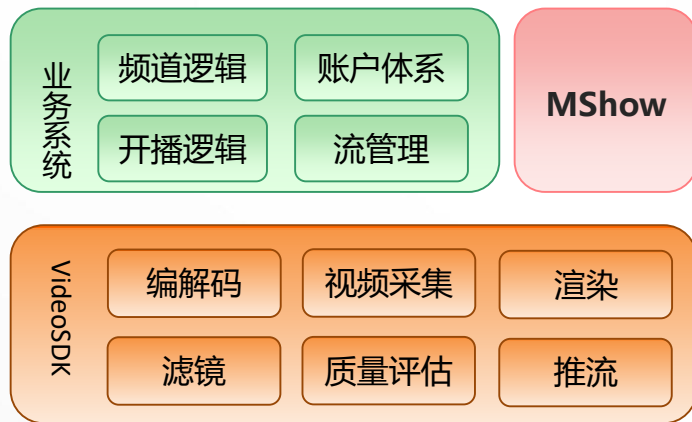 业务系统
频道逻辑
账户体系
开播逻辑
流管理
MShow
VideoSDK
编解码
视频采集
渲染
滤镜
质量评估
推流